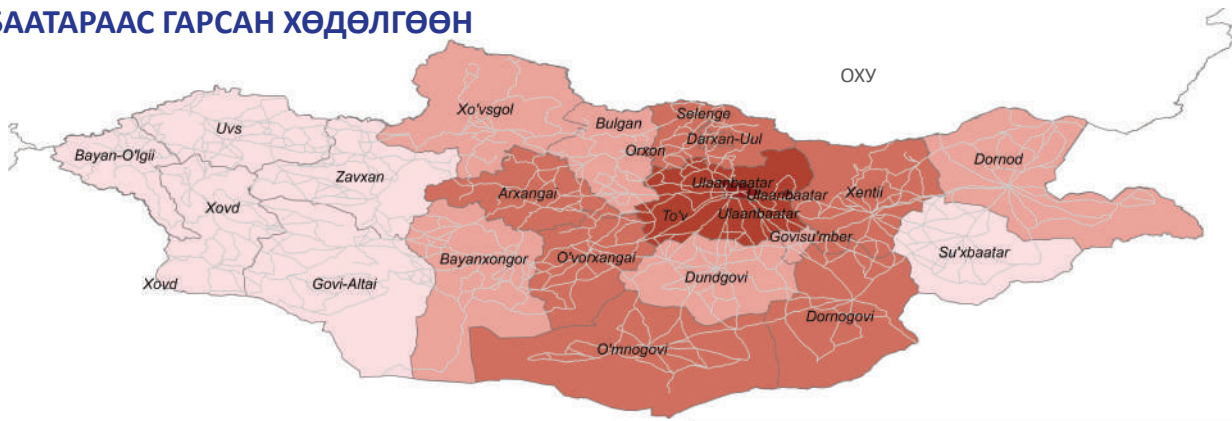 БААТАРААС ГАРСАН ХӨДӨЛГӨӨН
ОХУ
Xo'vsgol
Bulgan
Selenge
Uvs
Orxon
Darxan-Uul
Bayan-O'lgii
Dornod
Zavxan
Arxangai
Ulaanbaatar
Ulaanbaatar
Xentii
Xovd
To'v
Ulaanbaatar
Govisu'mber
Bayanxongor
O'vorxangai
Su'xbaatar
Xovd
Govi-Altai
Dundgovi
Dornogovi
O'mnogovi